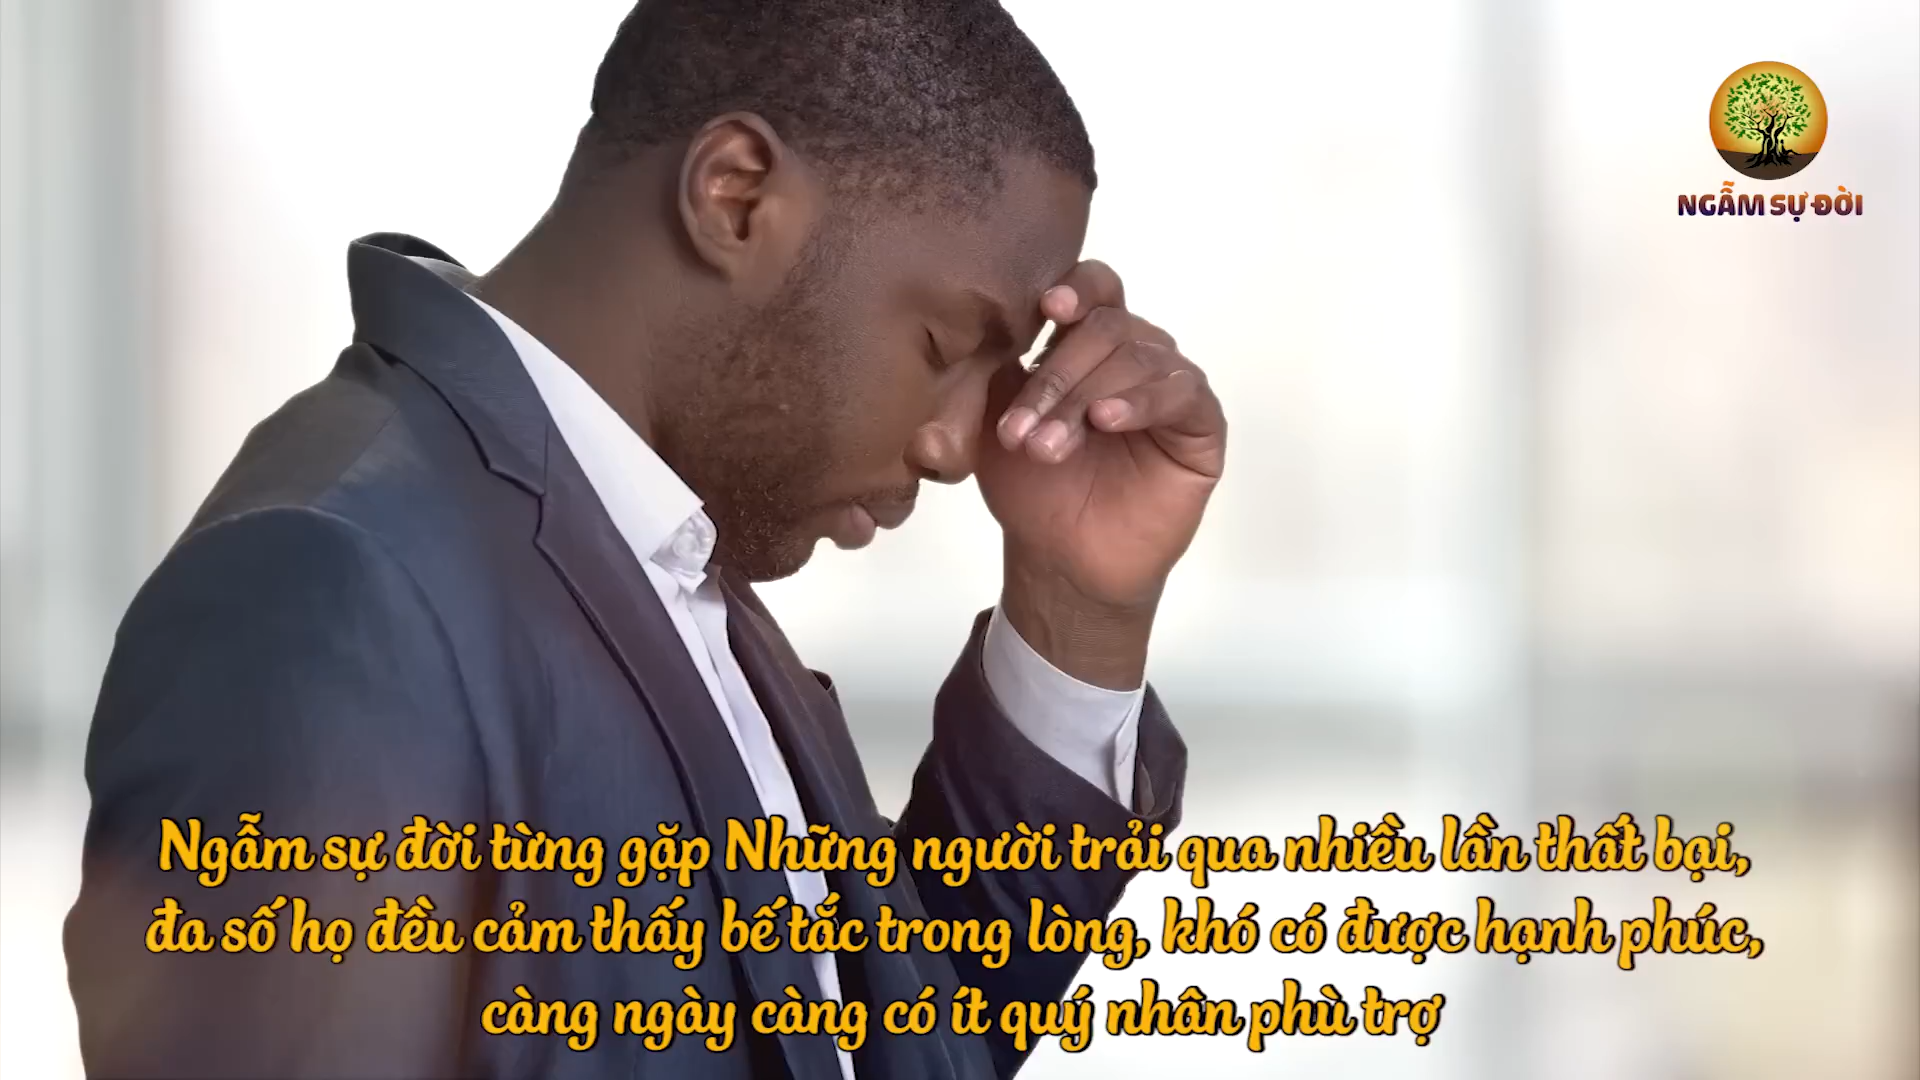 NGẪM SỰ ĐỜI
Ngẫm sự đời từng gặp Những người trải qua nhiều lần thất bại,
đa số họ đều cảm thấy bế tắc trong lòng, khó có được hạnh phúc,
càng ngày càng có ít quý nhân phù trợ